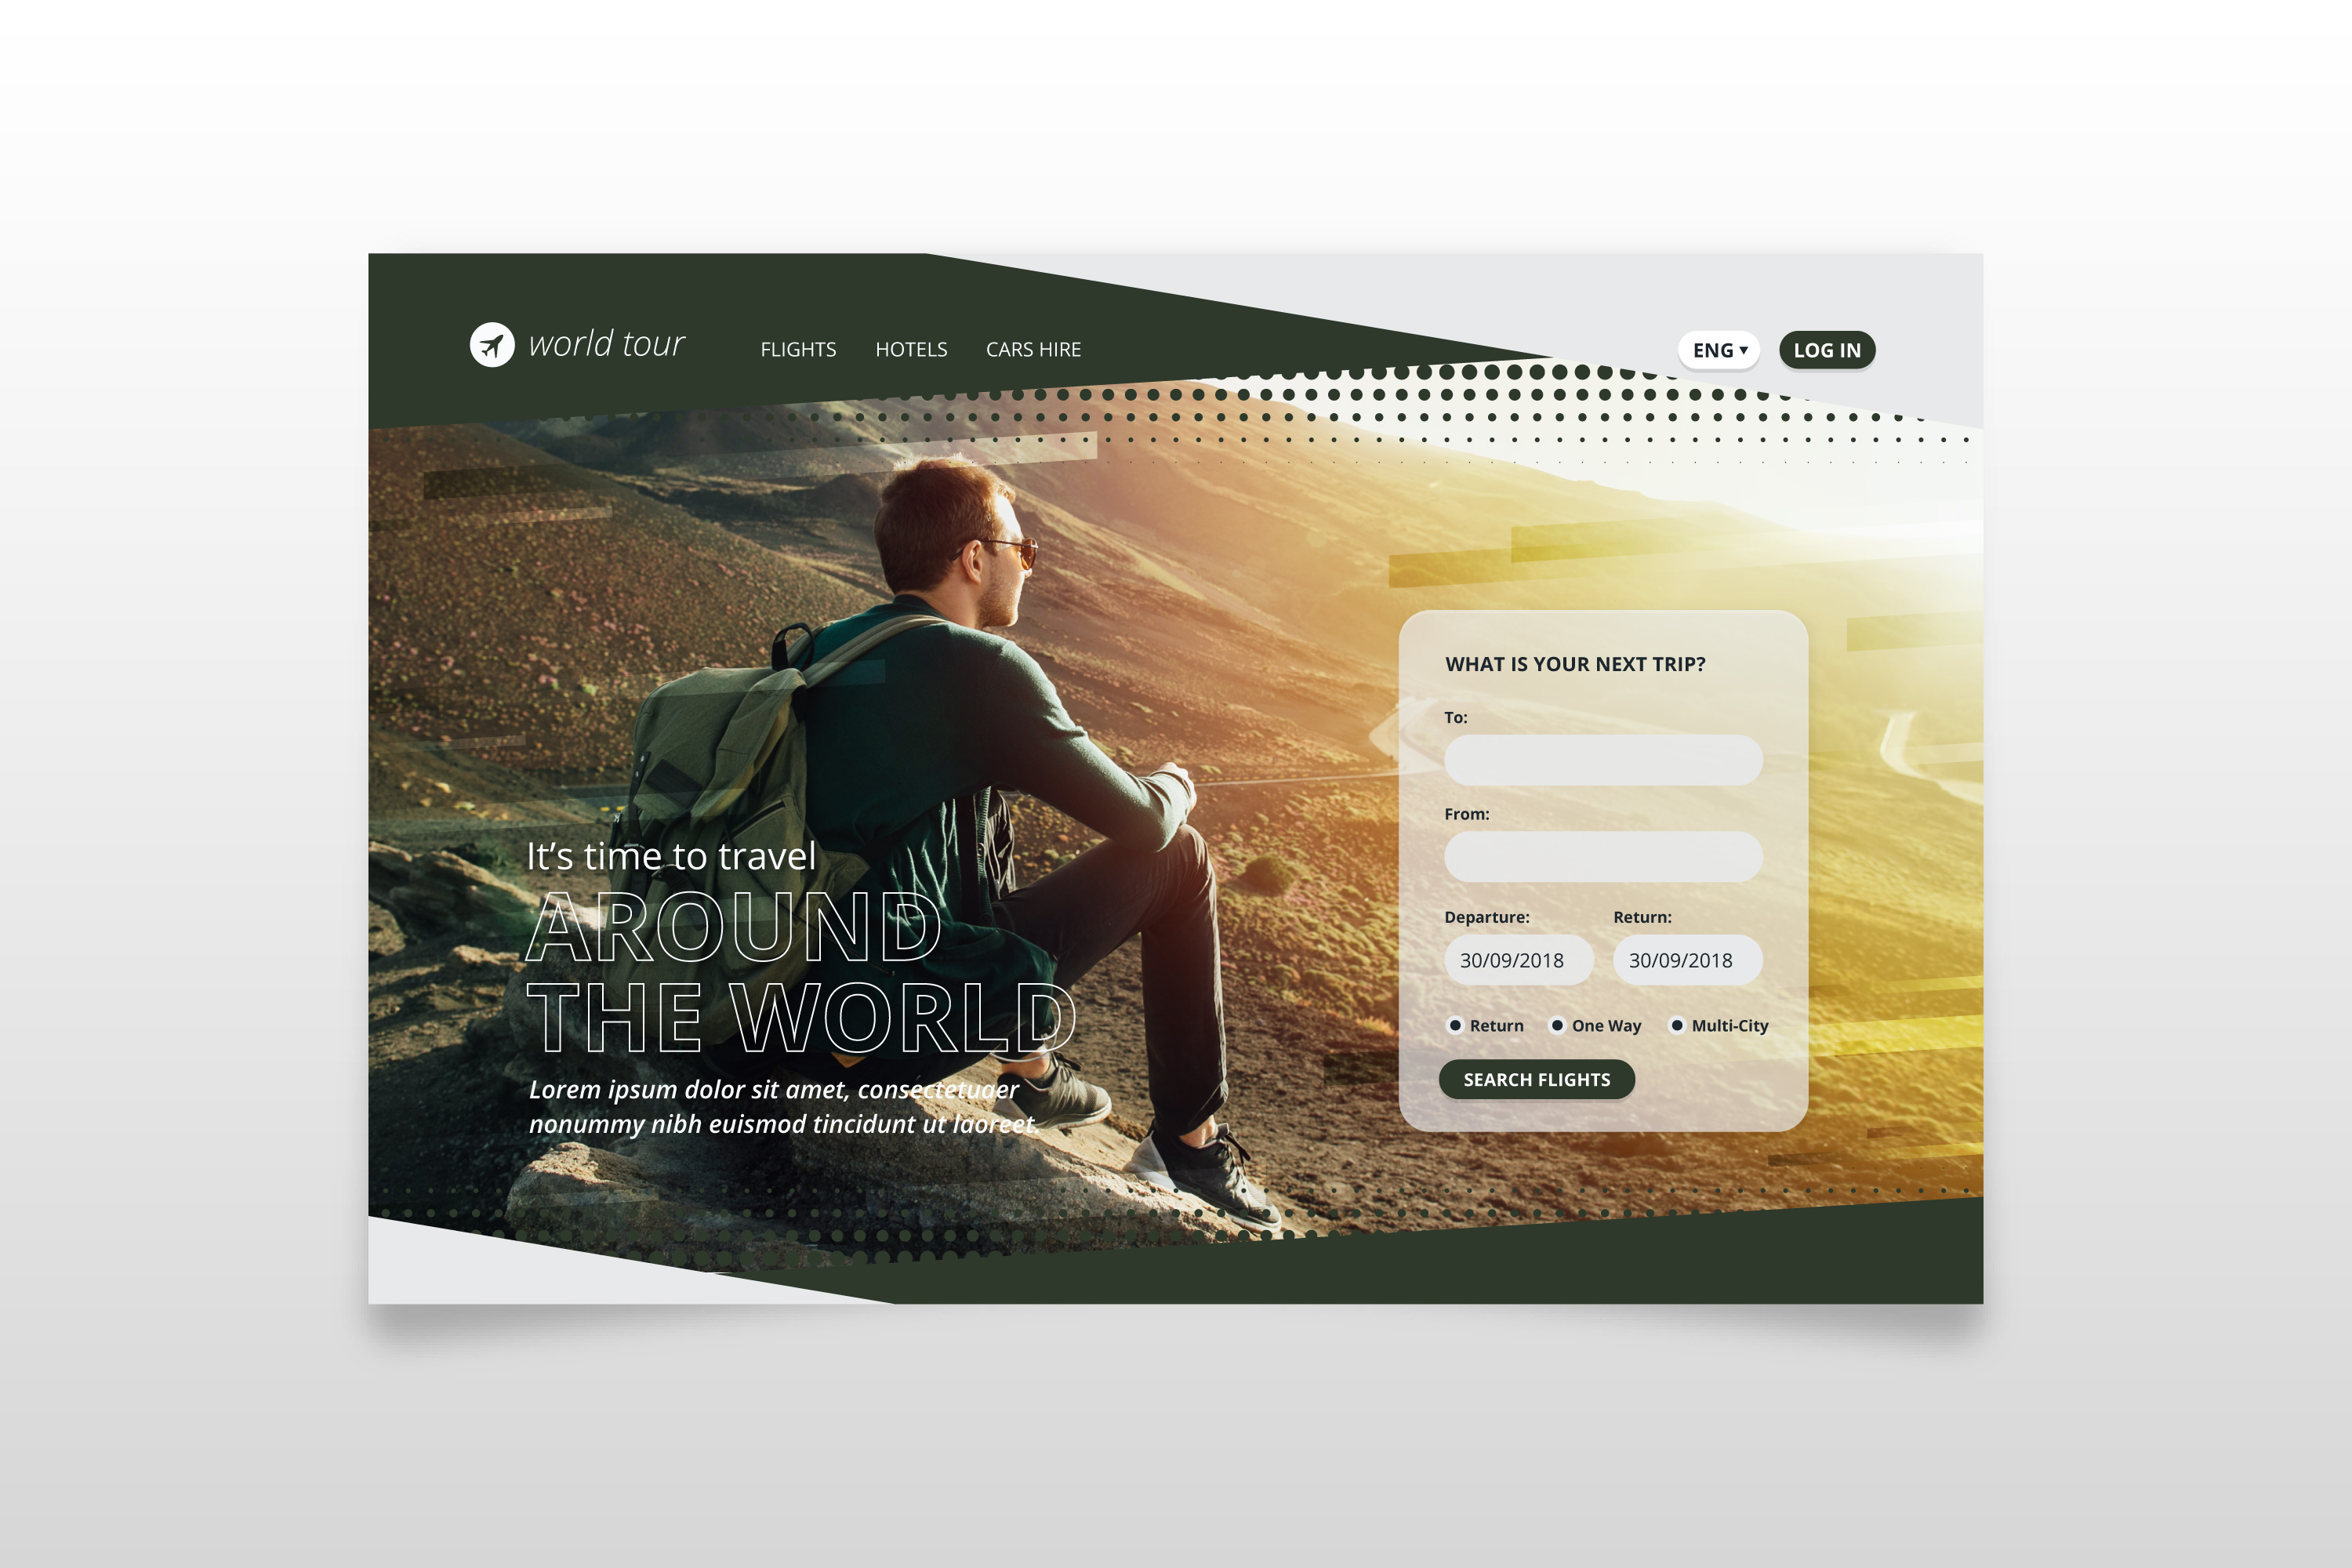 world tour
FLIGHTS HOTELS CARS HIRE
ENG LOG IN
It’s time to travel
AROUND
THE WORLD
Lorem ipsum dolor sit amet, consectetuer
nonummy nibh euismod tincidunt ut laoreet.
WHAT IS YOUR NEXT TRIP?
To:
From:
Departure: Return:
30/09/2018 30/09/2018
Return One Way Multi-City
SEARCH FLIGHTS